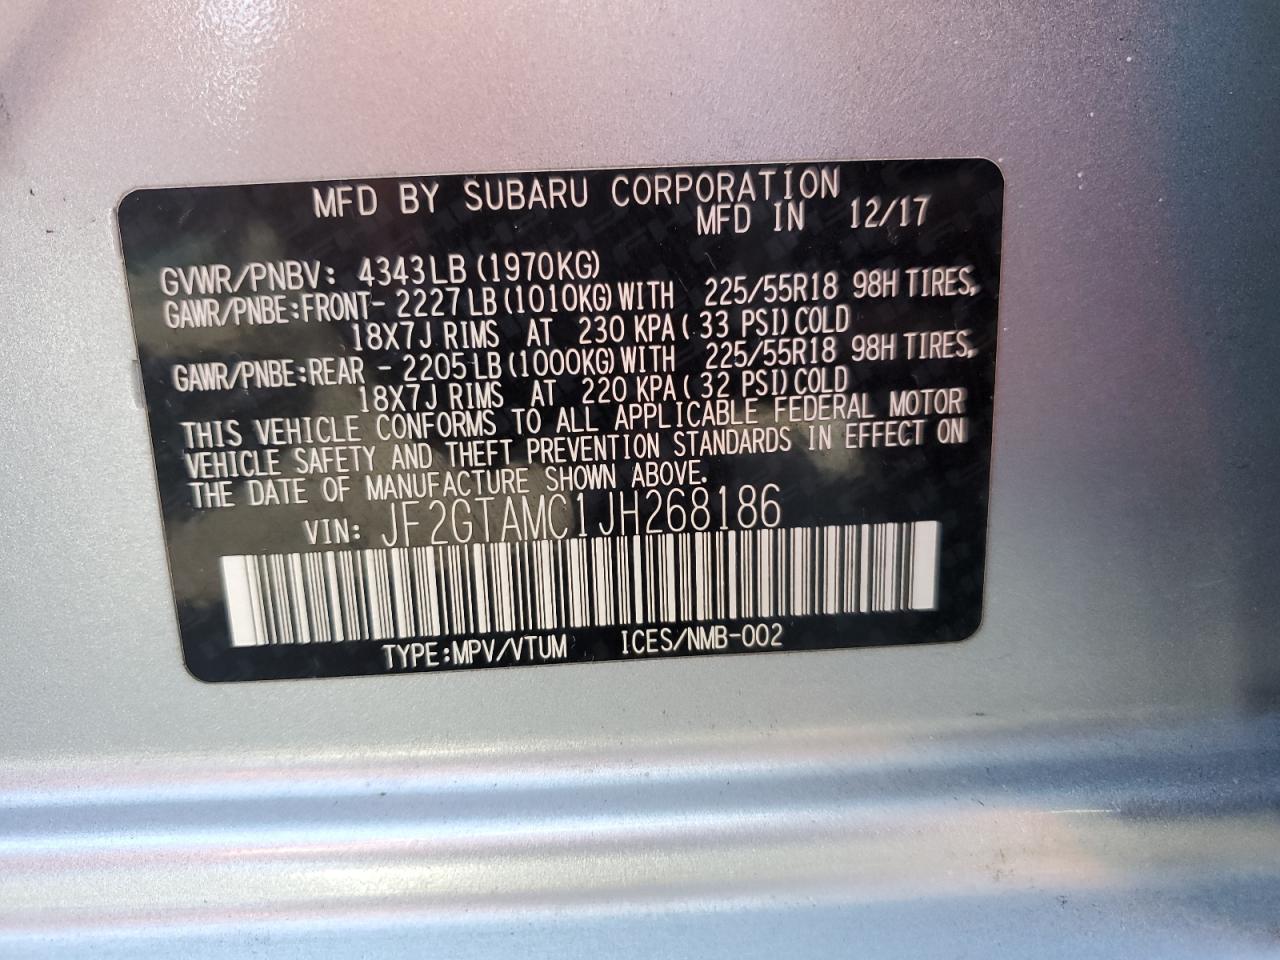 MFD BY SUBARU CORPORATION
MFD IN 12/17
GVWR/PNBV: 4343LB (1970KG)
GAWR/PNBE:FRONT- 2227 LB (1010KG) WITH 225/55R18 98H TIRES,
18X7J RIMS AT 230 KPA ( 33 PSI) COLD
GAWR/PNBE:REAR - 2205 LB (1000KG) WITH 225/55R18 98H TIRES,
18X7J RIMS AT 220 KPA ( 32 PSI) COLD
THIS VEHICLE CONFORMS TO ALL APPLICABLE FEDERAL MOTOR
VEHICLE SAFETY AND THEFT PREVENTION STANDARDS IN EFFECT ON
THE DATE OF MANUFACTURE SHOWN ABOVE.
VIN: JF2GTAMC1JH268186
TYPE:MPV/VTUM ICES/NMB-002